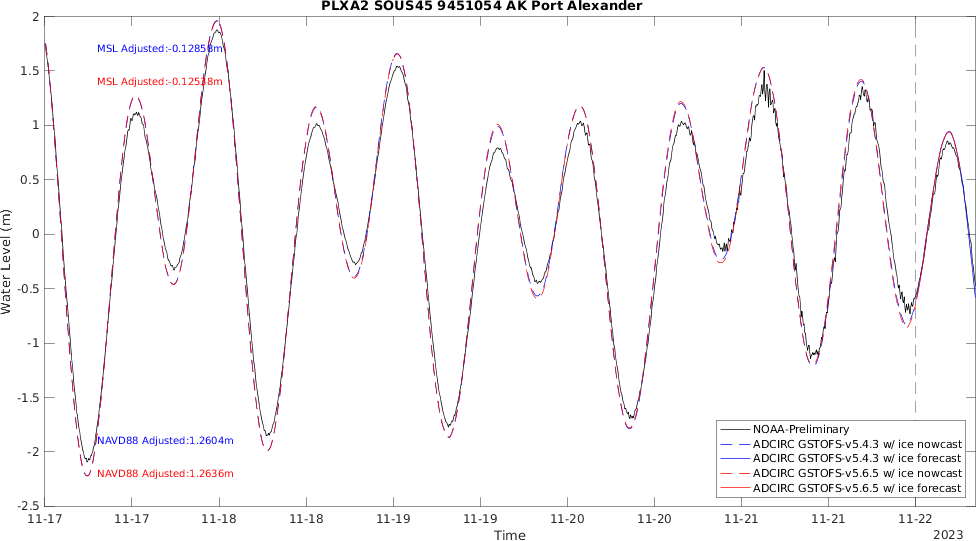 PLXA2 SOUS45 9451054 AK Port Alexander
2
1.5
1
0.5
0
-0.5
-1
-1.5
-2
-2.5
Water Level (m)
MSL Adjusted:-0.12858m
MSL Adjusted:-0.12538m
NAVD88 Adjusted:1.2604m
NAVD88 Adjusted:1.2636m
NOAA-Preliminary
ADCIRC GSTOFS-v5.4.3 w/ ice nowcast
ADCIRC GSTOFS-v5.4.3 w/ ice forecast
ADCIRC GSTOFS-v5.6.5 w/ ice nowcast
ADCIRC GSTOFS-v5.6.5 w/ ice forecast
11-17 11-17 11-18 11-18 11-19 11-19 11-20 11-20 11-21 11-21 11-22
Time
2023